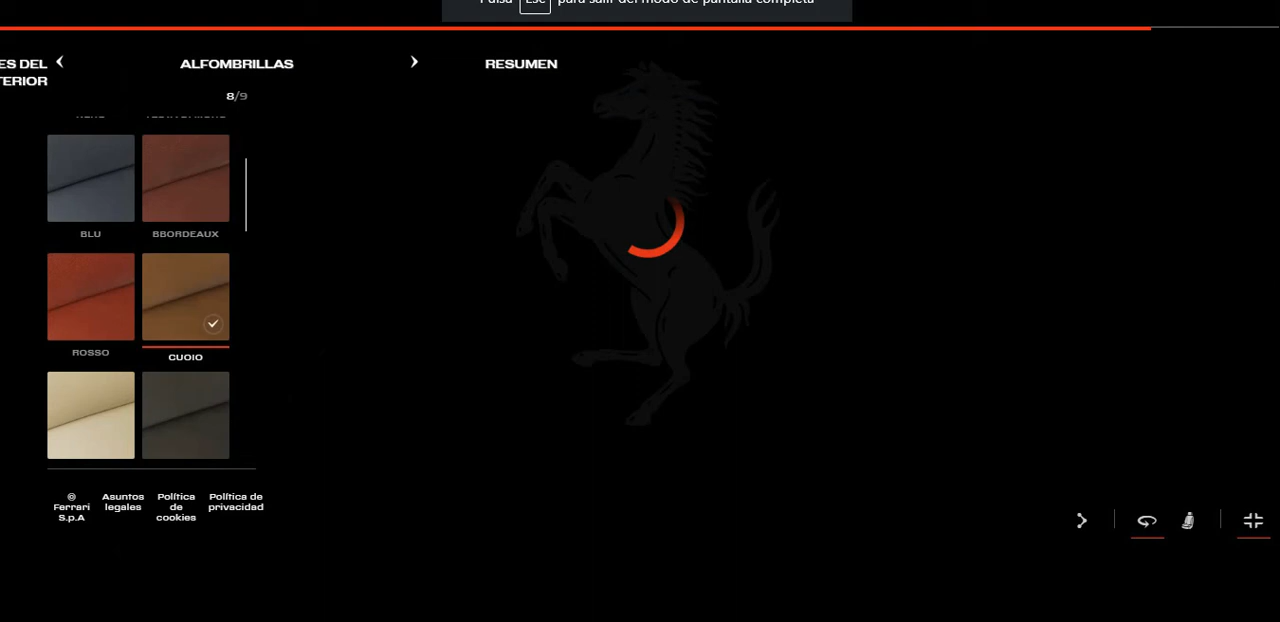 Pulsa Esc para salir del modo de pantalla completa
ES DEL
TERIOR
ALFOMBRILLAS
RESUMEN
8/9
BLU
BBORDEAUX
ROSSO
CUOIO
© Ferrari S.p.A
Asuntos legales
Política de cookies
Política de privacidad